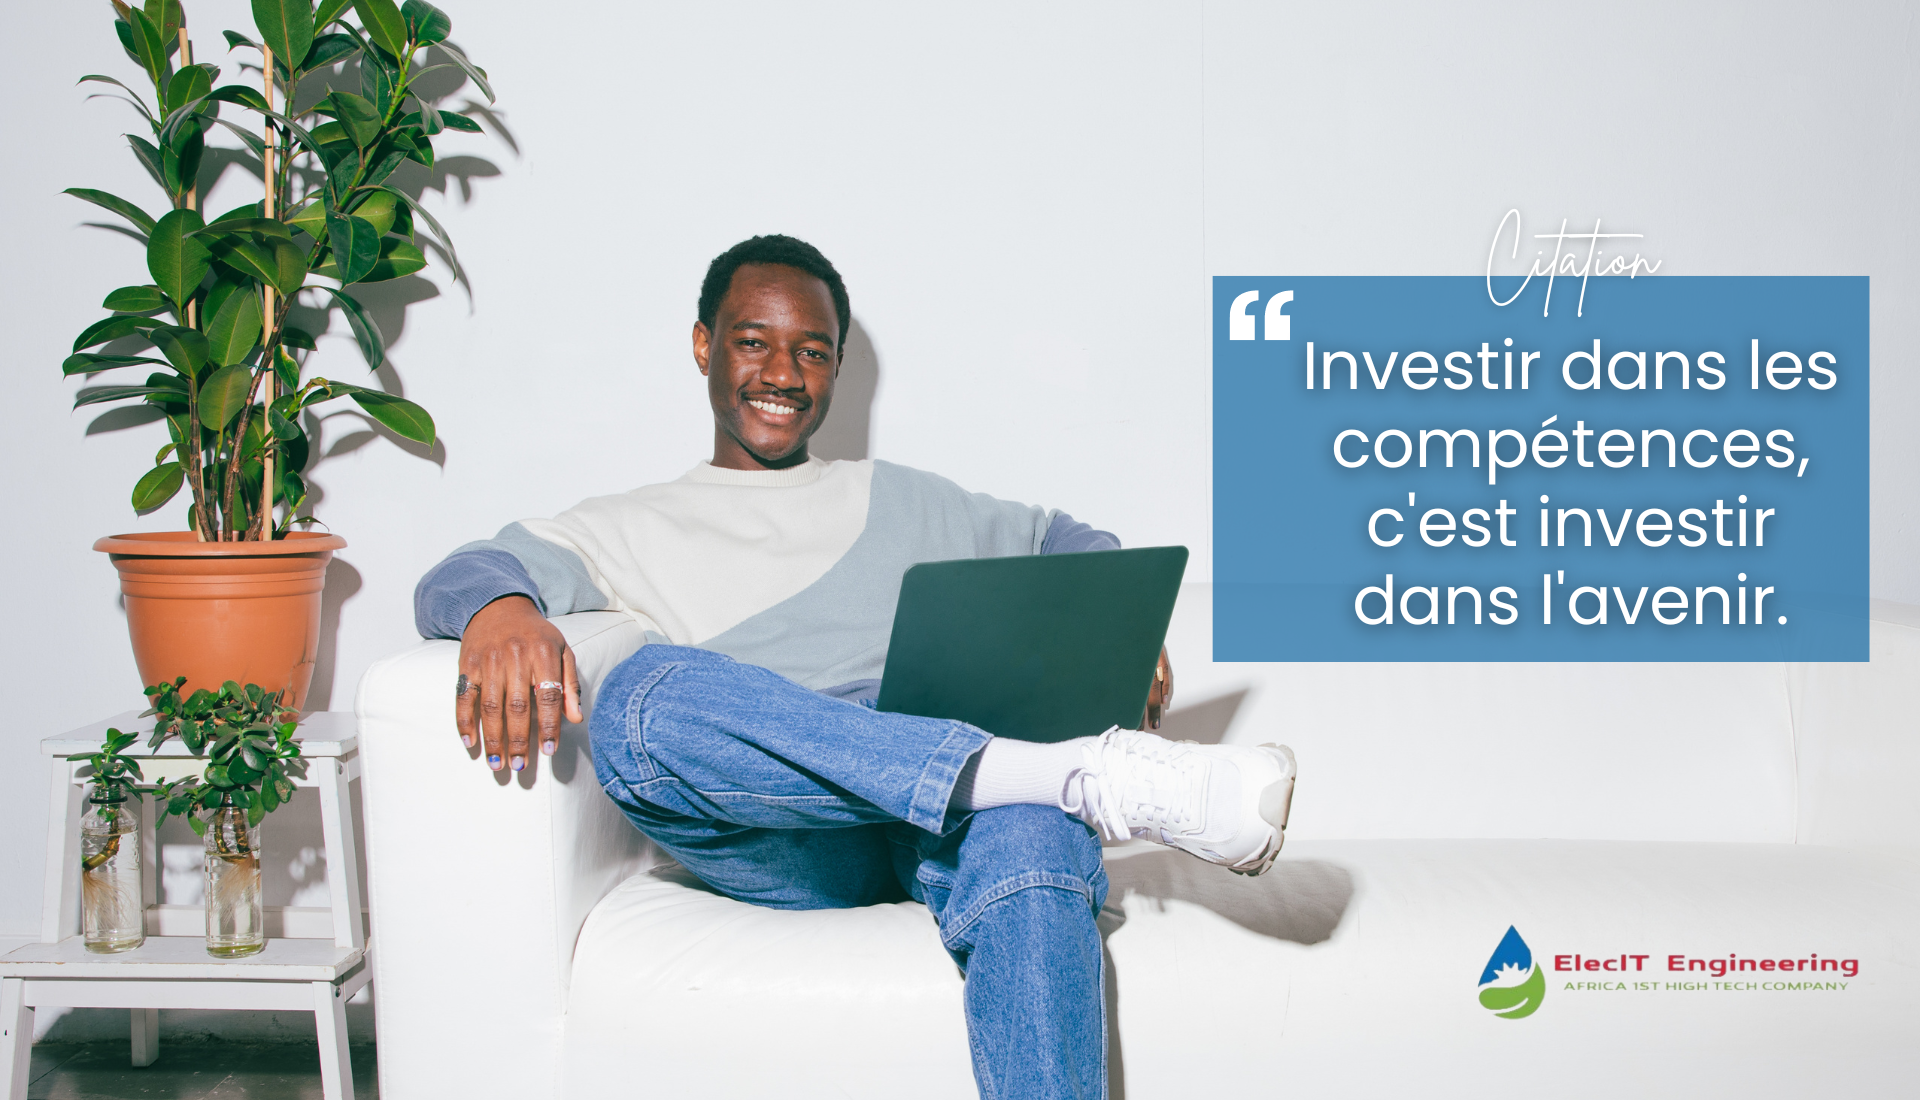 Citation
“
Investir dans les
compétences,
c'est investir
dans l'avenir.
ElecIT Engineering
AFRICA 1ST HIGH TECH COMPANY